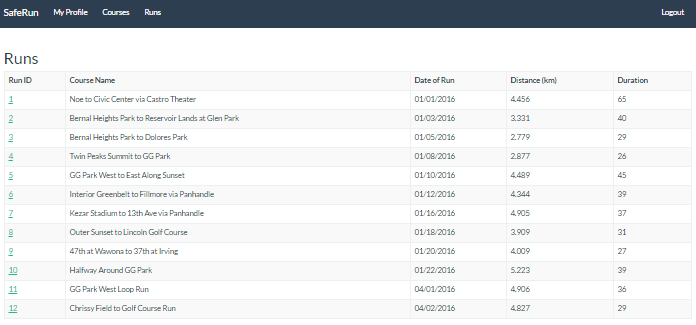 SafeRun My Profile Courses Runs Logout
Runs
Run ID Course Name Date of Run Distance (km) Duration
1 Noe to Civic Center via Castro Theater 01/01/2016 4.456 65
2 Bernal Heights Park to Reservoir Lands at Glen Park 01/03/2016 3.331 40
3 Bernal Heights Park to Dolores Park 01/05/2016 2.779 29
4 Twin Peaks Summit to GG Park 01/08/2016 2.877 26
5 GG Park West to East Along Sunset 01/10/2016 4.489 45
6 Interior Greenbelt to Fillmore via Panhandle 01/12/2016 4.344 39
7 Kezar Stadium to 13th Ave via Panhandle 01/16/2016 4.905 37
8 Outer Sunset to Lincoln Golf Course 01/18/2016 3.909 31
9 47th at Wawona to 37th at Irving 01/20/2016 4.009 27
10 Halfway Around GG Park 01/22/2016 5.223 39
11 GG Park West Loop Run 04/01/2016 4.906 36
12 Chrissy Field to Golf Course Run 04/02/2016 4.827 29